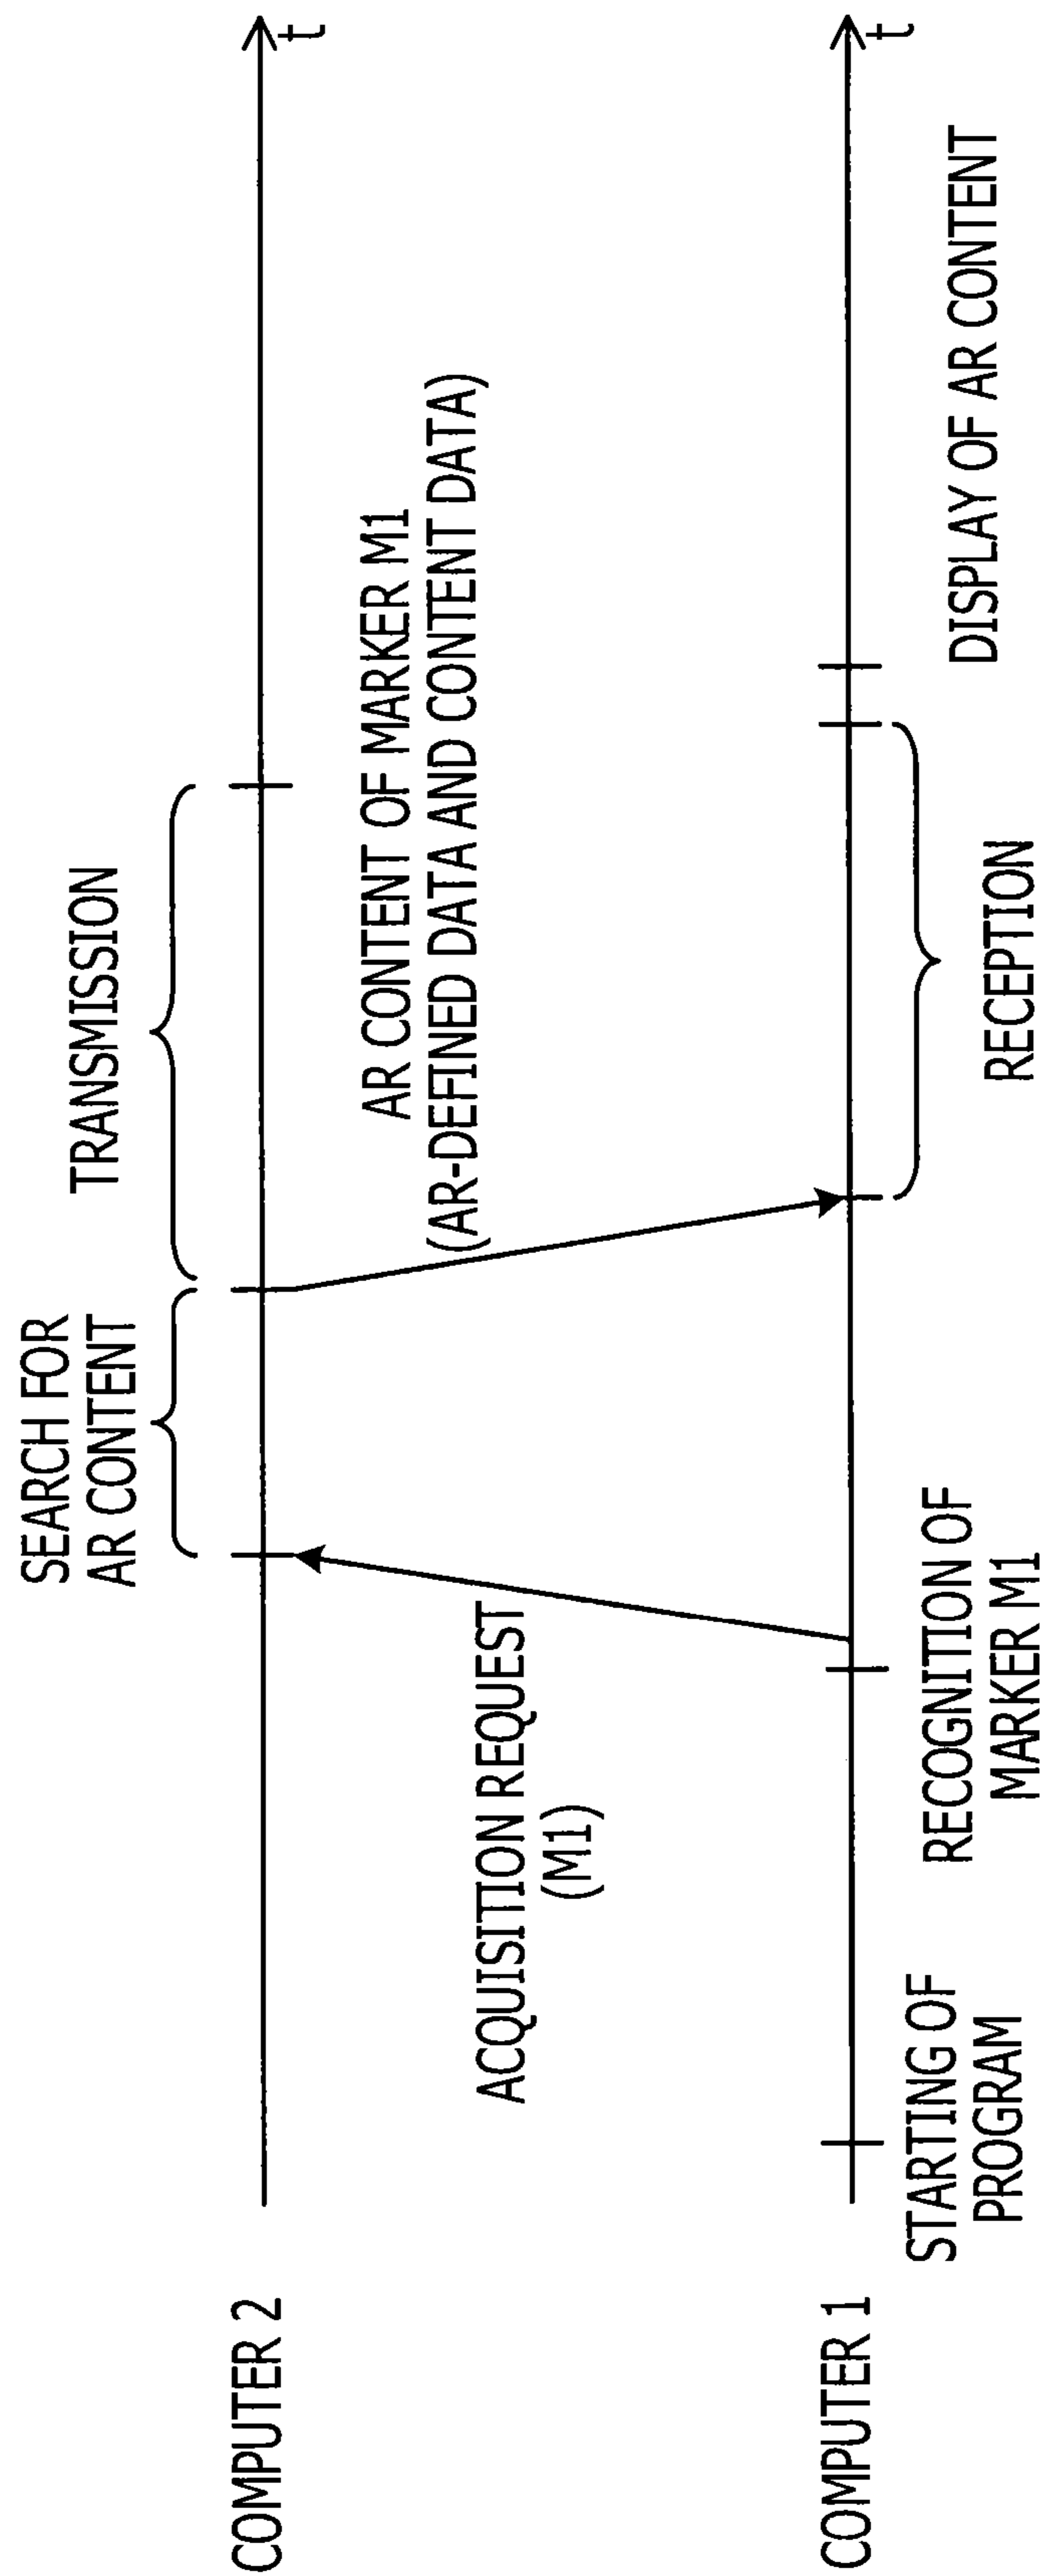 SEARCH FOR
AR CONTENT
TRANSMISSION
COMPUTER 2
t
ACQUISITION REQUEST
(M1)
AR CONTENT OF MARKER M1
(AR-DEFINED DATA AND CONTENT DATA)
COMPUTER 1
t
STARTING OF
PROGRAM
RECOGNITION OF
MARKER M1
RECEPTION
DISPLAY OF AR CONTENT